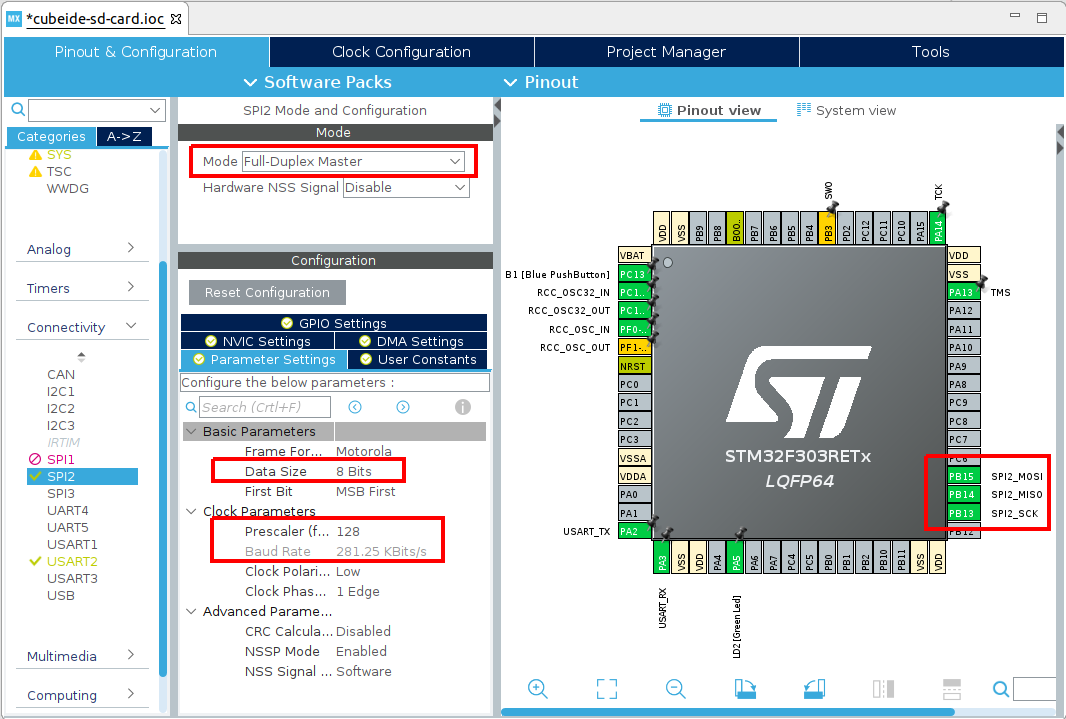 MX *cubeide-sd-card.ioc
Pinout & Configuration
Clock Configuration
Project Manager
Tools
Software Packs
Pinout
Categories
A->Z
SYS
TSC
WWDG
Analog
Timers
Connectivity
CAN
I2C1
I2C2
I2C3
IRTIM
SPI1
SPI2
SPI3
UART4
UART5
USART1
USART2
USART3
USB
Multimedia
Computing
SPI2 Mode and Configuration
Mode
Mode Full-Duplex Master
Hardware NSS Signal Disable
Configuration
Reset Configuration
GPIO Settings
NVIC Settings
DMA Settings
Parameter Settings
User Constants
Configure the below parameters :
Search (Crtl+F)
Basic Parameters
Frame For... Motorola
Data Size 8 Bits
First Bit MSB First
Clock Parameters
Prescaler (f... 128
Baud Rate 281.25 KBits/s
Clock Polari... Low
Clock Phas... 1 Edge
Advanced Parame...
CRC Calcula... Disabled
NSSP Mode Enabled
NSS Signal ... Software
Pinout view
System view
SWO
TCK
VDD
VSS
PB9
PB8
BOO..
PB7
PB6
PB5
PB4
PB3
PD2
PC12
PC11
PC10
PA15
PA14
VBAT
B1 [Blue PushButton] PC13
RCC_OSC32_IN PC1..
RCC_OSC32_OUT PC1..
RCC_OSC_IN PF0-..
RCC_OSC_OUT PF1-..
NRST
PC0
PC1
PC2
PC3
VSSA
VDDA
PA0
PA1
USART_TX PA2
STM32F303RETx
LQFP64
VDD
VSS
PA13 TMS
PA12
PA11
PA10
PA9
PA8
PC9
PC8
PC7
PC6
PB15 SPI2_MOSI
PB14 SPI2_MISO
PB13 SPI2_SCK
PB12
PA3
VSS
VDD
PA4
PA5
PA6
PA7
PC4
PC5
PB0
PB1
PB2
PB10
PB11
VSS
VDD
USART_RX
LD2 [Green Led]